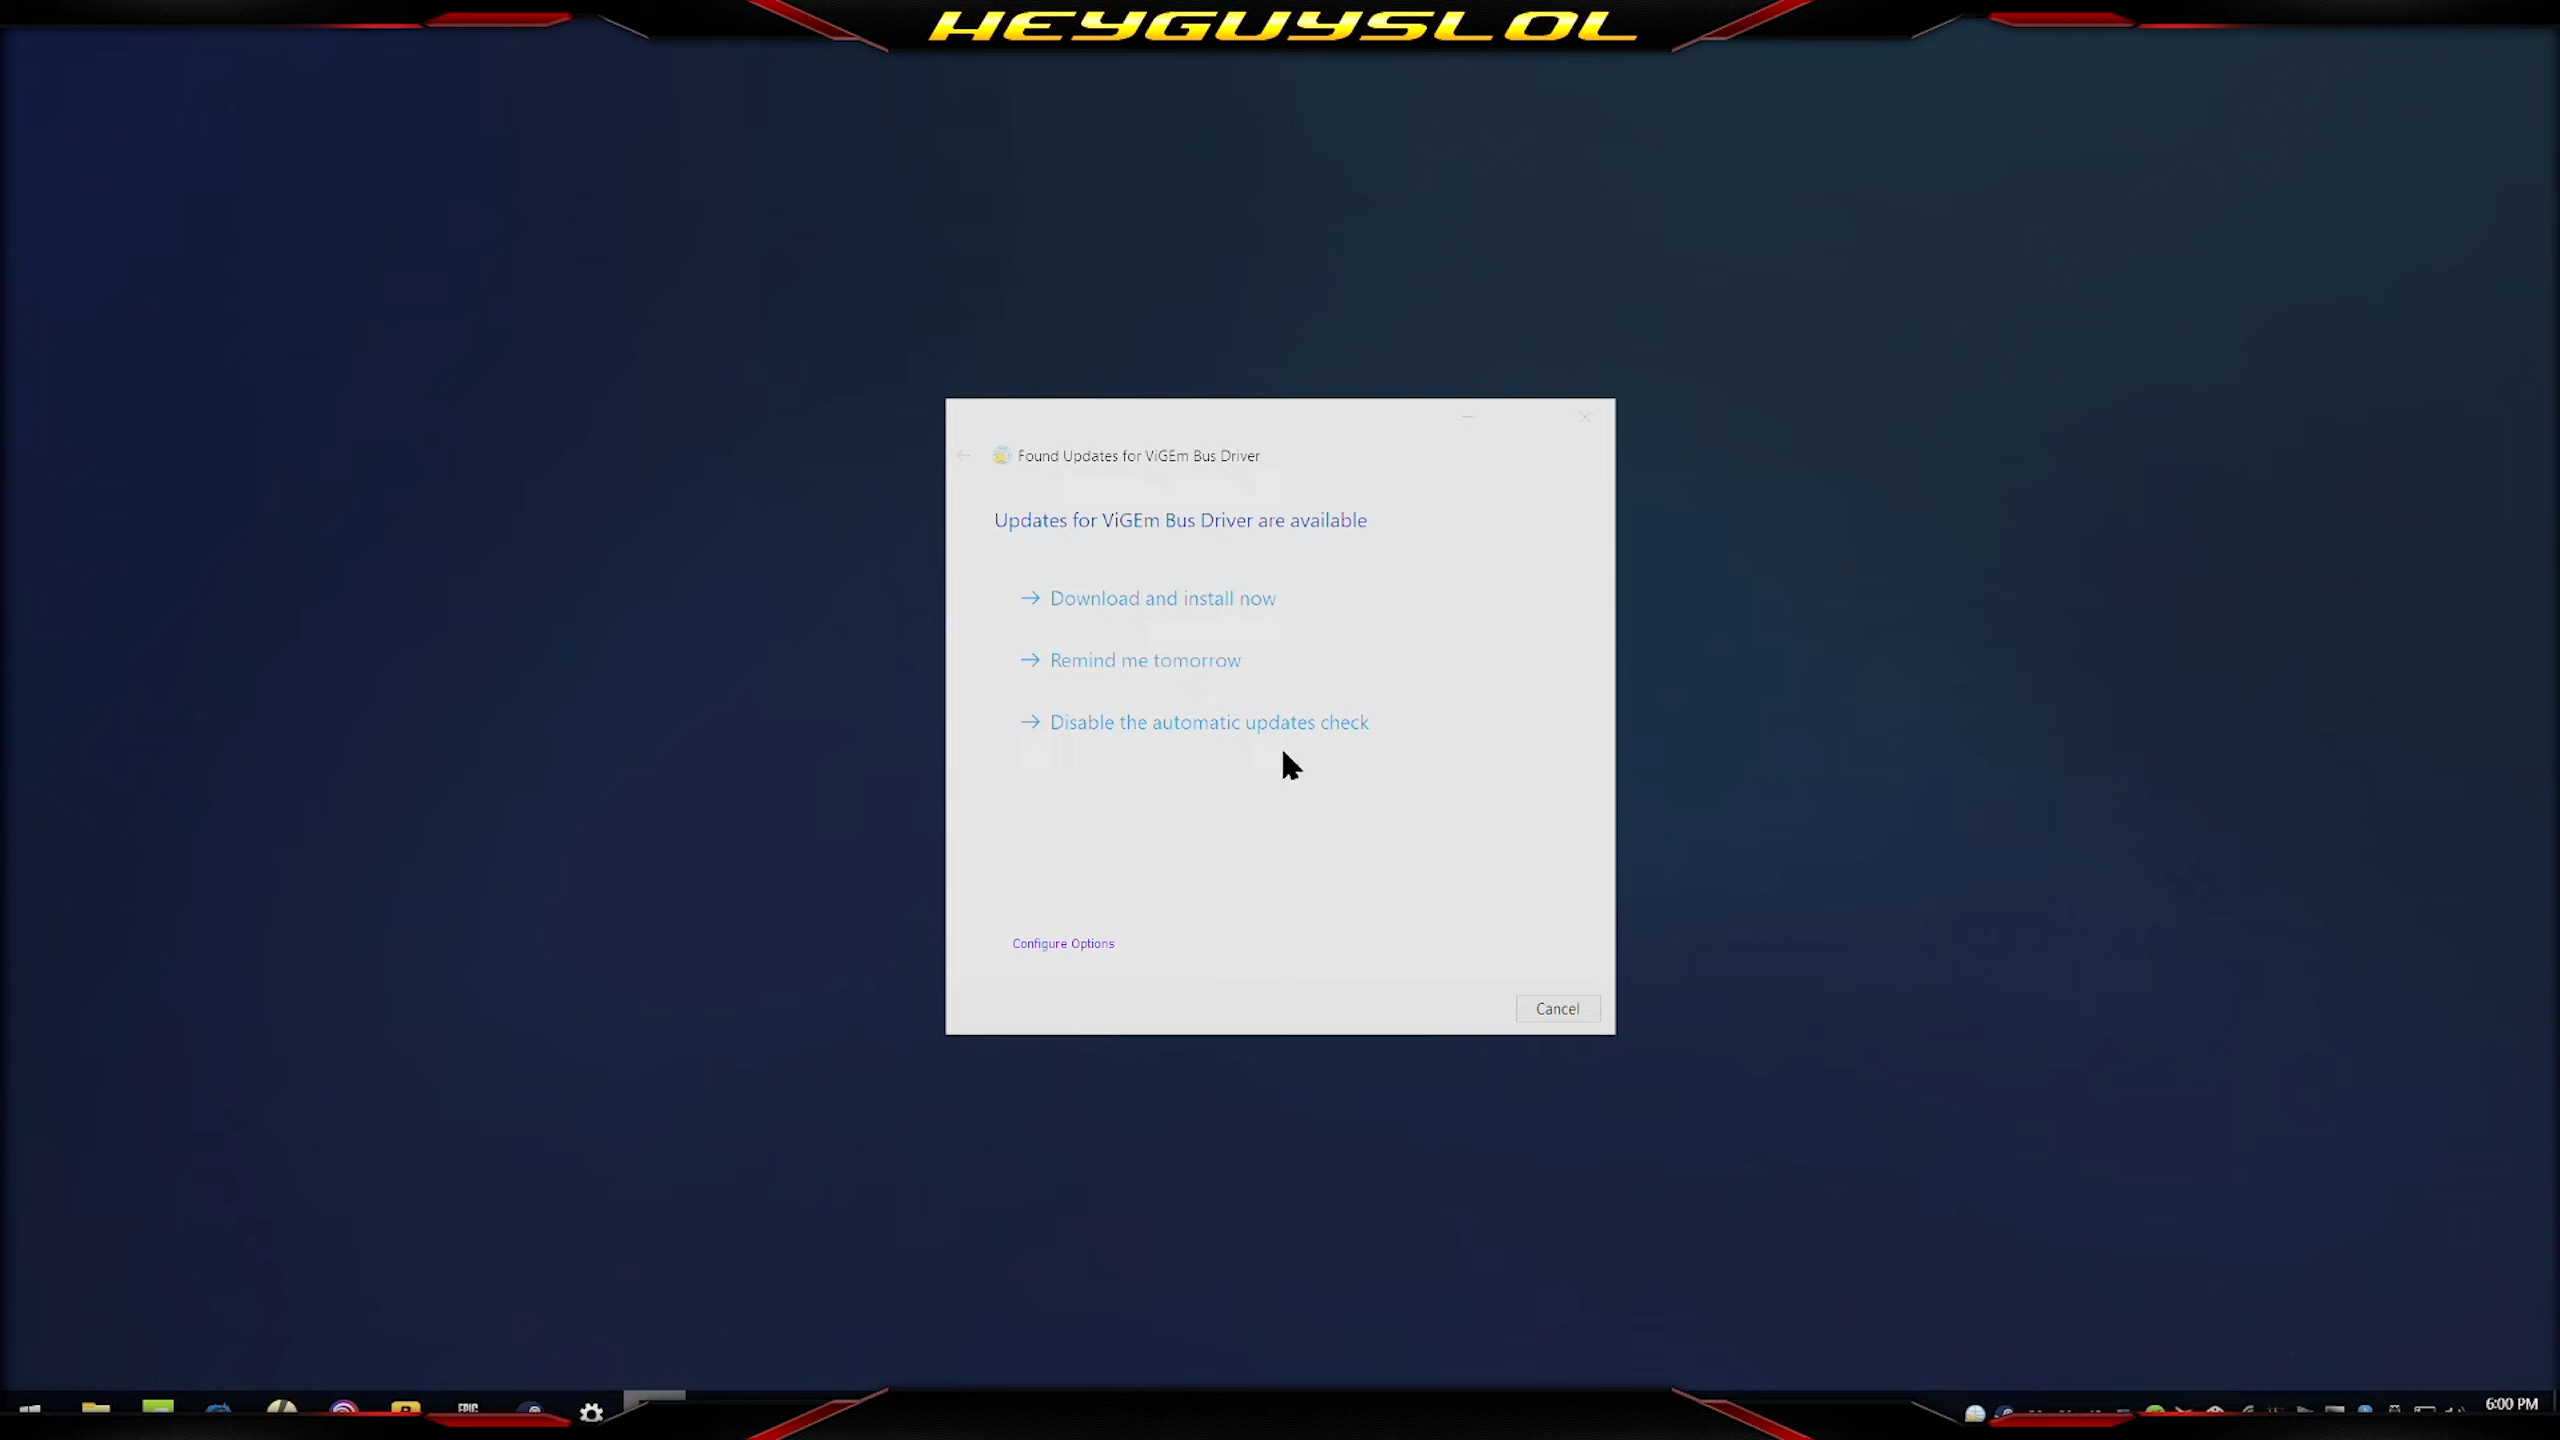 HEYGUYSLOL
Found Updates for ViGEm Bus Driver
Updates for ViGEm Bus Driver are available
Download and install now
Remind me tomorrow
Disable the automatic updates check
Configure Options
Cancel
EPIC
6:00 PM